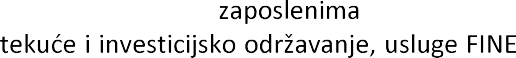 zaposlenima
tekuće i investicijsko održavanje, usluge FINE